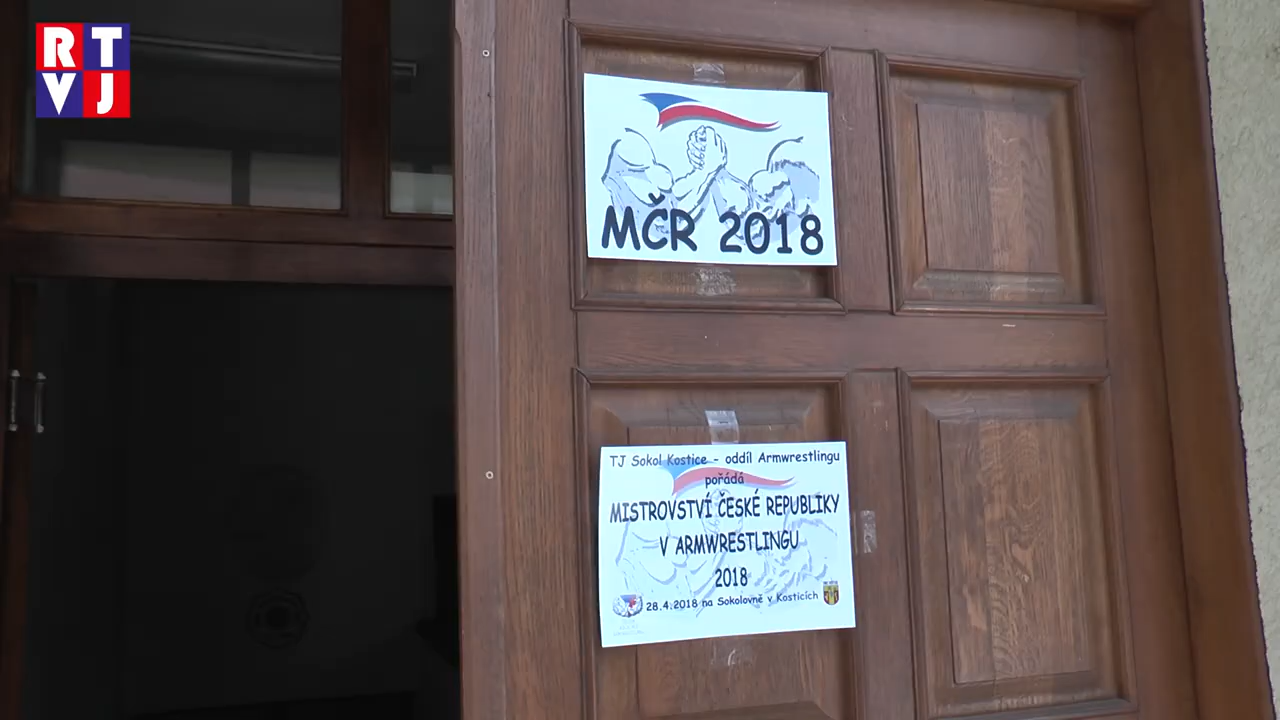 RT
VJ
MČR 2018
TJ Sokol Kostice - oddíl Armwrestlingu
pořádá
MISTROVSTVÍ ČESKÉ REPUBLIKY
V ARMWRESTLINGU
2018
28.4.2018 na Sokolovně v Kosticích